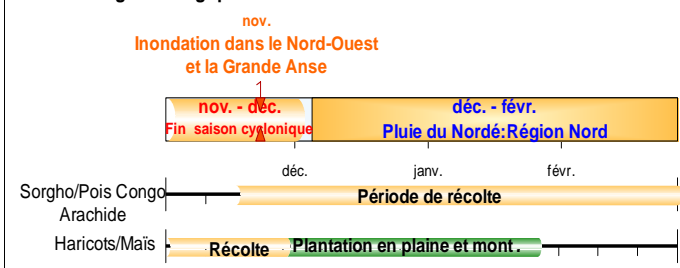 nov.
Inondation dans le Nord-Ouest
et la Grande Anse
nov. - déc.
Fin saison cyclonique
déc. - févr.
Pluie du Nordé:Région Nord
déc.
janv.
févr.
Sorgho/Pois Congo
Arachide
Période de récolte
Haricots/Maïs
Récolte
Plantation en plaine et mont .